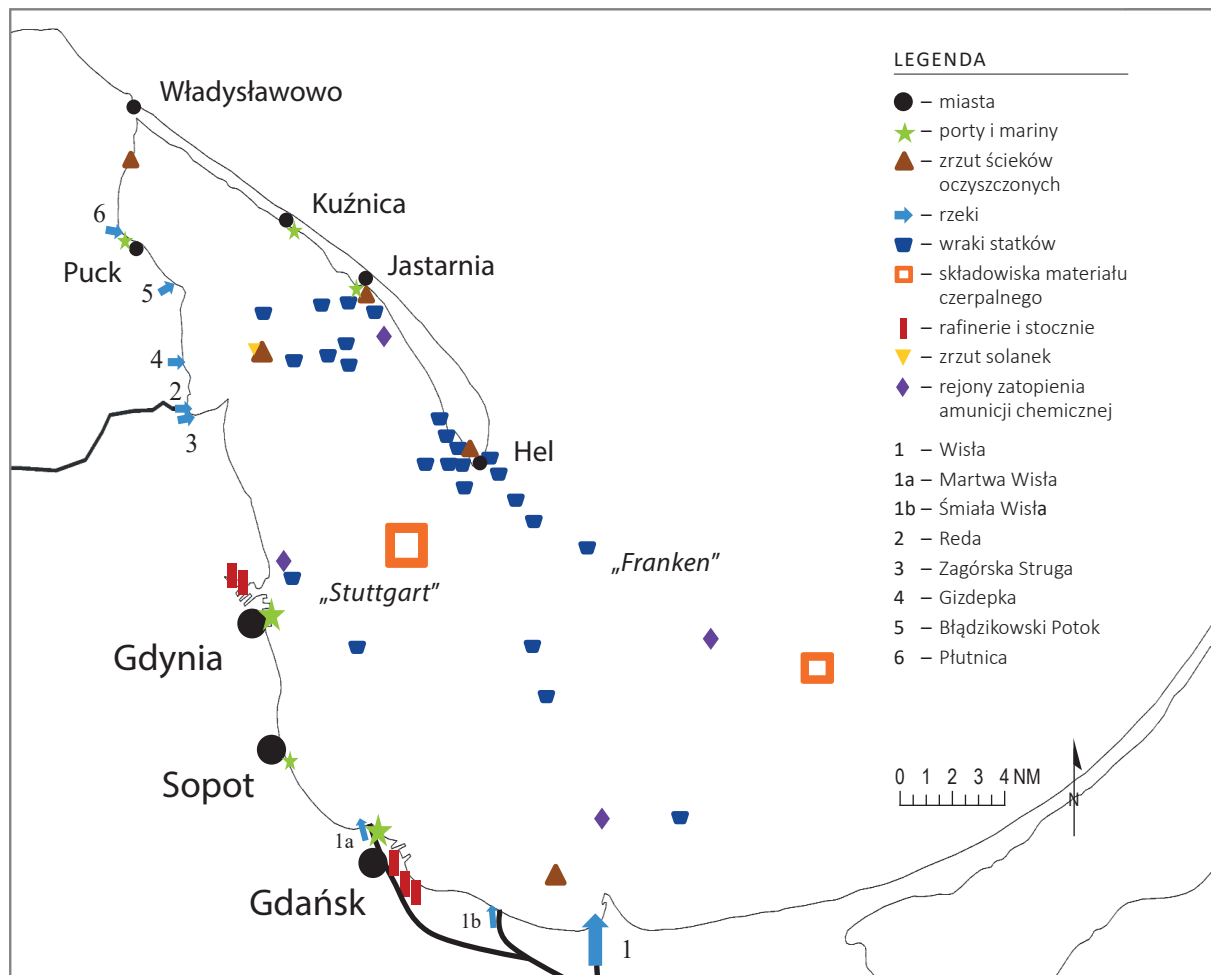 Władysławowo
Kuźnica
Jastarnia
6
Puck
5
4
2
3
Hel
„Franken”
„Stuttgart”
Gdynia
Sopot
1a
Gdańsk
1b
1
LEGENDA
– miasta
– porty i mariny
– zrzut ścieków
oczyszczonych
– rzeki
– wraki statków
– składowiska materiału
czerpalnego
– rafinerie i stocznie
– zrzut solanek
– rejony zatopienia
amunicji chemicznej
1 – Wisła
1a – Martwa Wisła
1b – Śmiała Wisła
2 – Reda
3 – Zagórska Struga
4 – Gizdepka
5 – Błądzikowski Potok
6 – Płutnica
0 1 2 3 4 NM
N